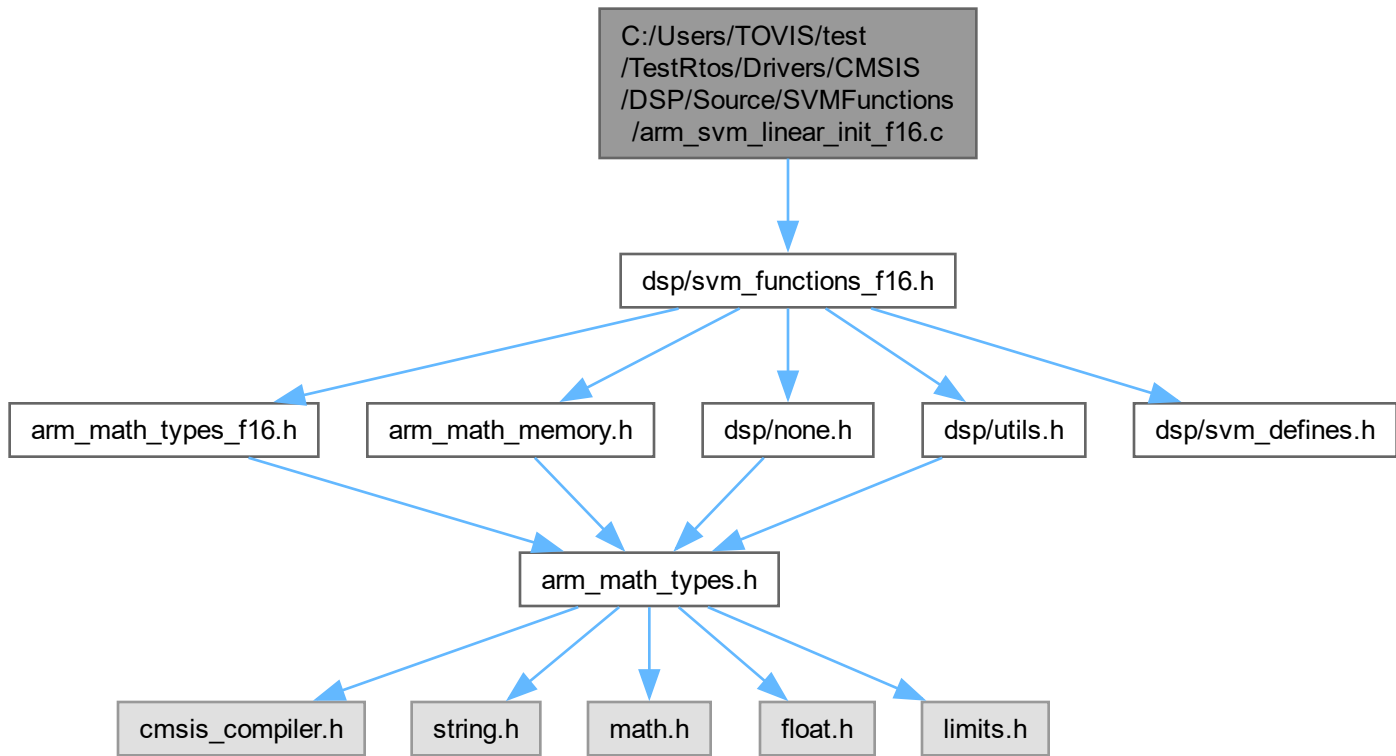 C:/Users/TOVIS/test
/TestRtos/Drivers/CMSIS
/DSP/Source/SVMFunctions
/arm_svm_linear_init_f16.c
dsp/svm_functions_f16.h
arm_math_types_f16.h
arm_math_memory.h
dsp/none.h
dsp/utils.h
dsp/svm_defines.h
arm_math_types.h
cmsis_compiler.h
string.h
math.h
float.h
limits.h